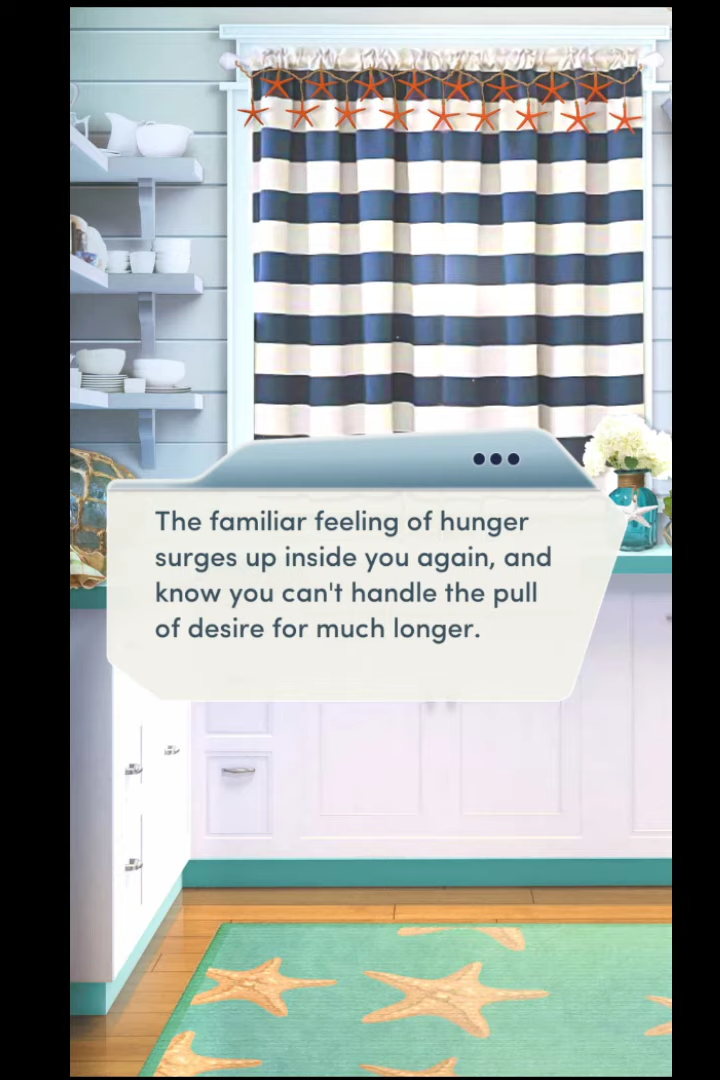 The familiar feeling of hunger
surges up inside you again, and
know you can't handle the pull
of desire for much longer.